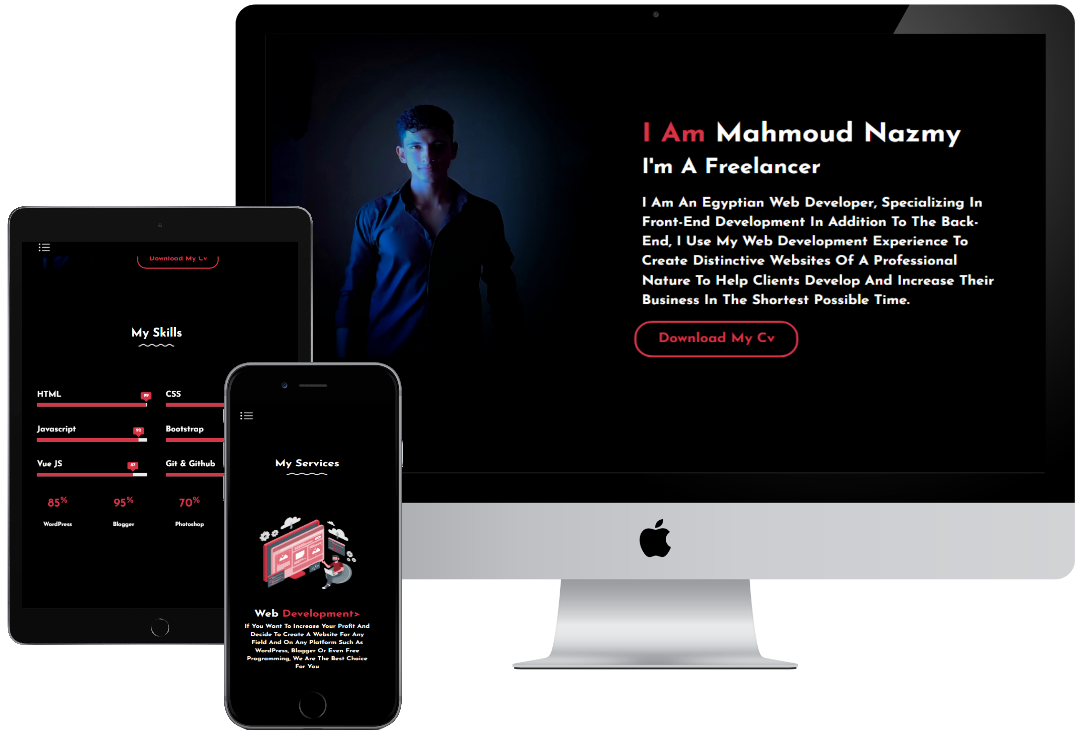 I Am Mahmoud Nazmy
I'm A Freelancer
I Am An Egyptian Web Developer, Specializing In
Front-End Development In Addition To The Back-
End, I Use My Web Development Experience To
Create Distinctive Websites Of A Professional
Nature To Help Clients Develop And Increase Their
Business In The Shortest Possible Time.
Download My Cv
Download My Cv
My Skills
HTML
CSS
Javascript
Bootstrap
Vue JS
Git & Github
85%
95%
70%
WordPress
Blogger
Photoshop
My Services
Web Development>
If You Want To Increase Your Profit And
Decide To Create A Website For Any
Field And On Any Platform Such As
WordPress, Blogger Or Even Free
Programming, We Are The Best Choice
For You